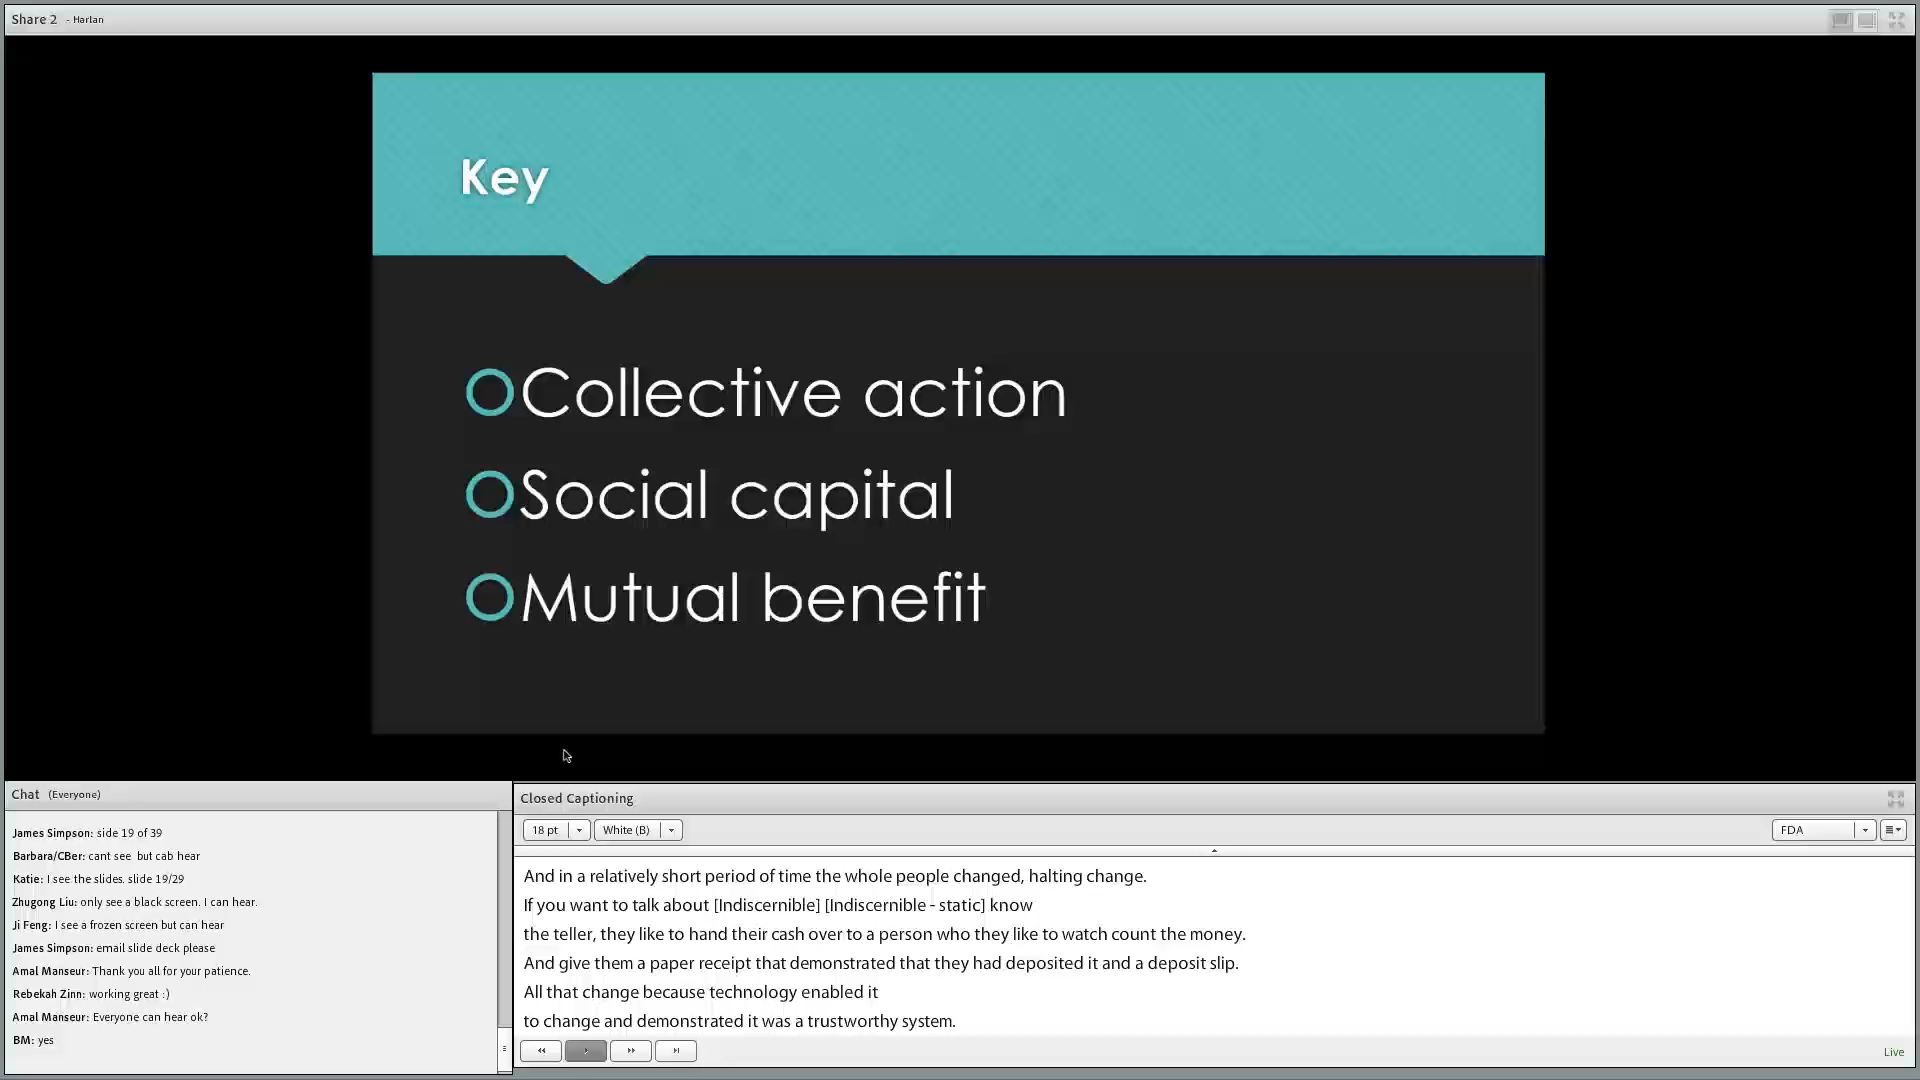 Share 2 - Harlan
Key
Collective action
Social capital
Mutual benefit
Chat (Everyone)
James Simpson: side 19 of 39
Barbara/CBer: cant see but cab hear
Katie: I see the slides. slide 19/29
Zhugong Liu: only see a black screen. I can hear.
Ji Feng: I see a frozen screen but can hear
James Simpson: email slide deck please
Amal Manseur: Thank you all for your patience.
Rebekah Zinn: working great :)
Amal Manseur: Everyone can hear ok?
BM: yes
Closed Captioning
18 pt White (B) FDA
And in a relatively short period of time the whole people changed, halting change.
If you want to talk about [Indiscernible] [Indiscernible - static] know
the teller, they like to hand their cash over to a person who they like to watch count the money.
And give them a paper receipt that demonstrated that they had deposited it and a deposit slip.
All that change because technology enabled it
to change and demonstrated it was a trustworthy system.
Live